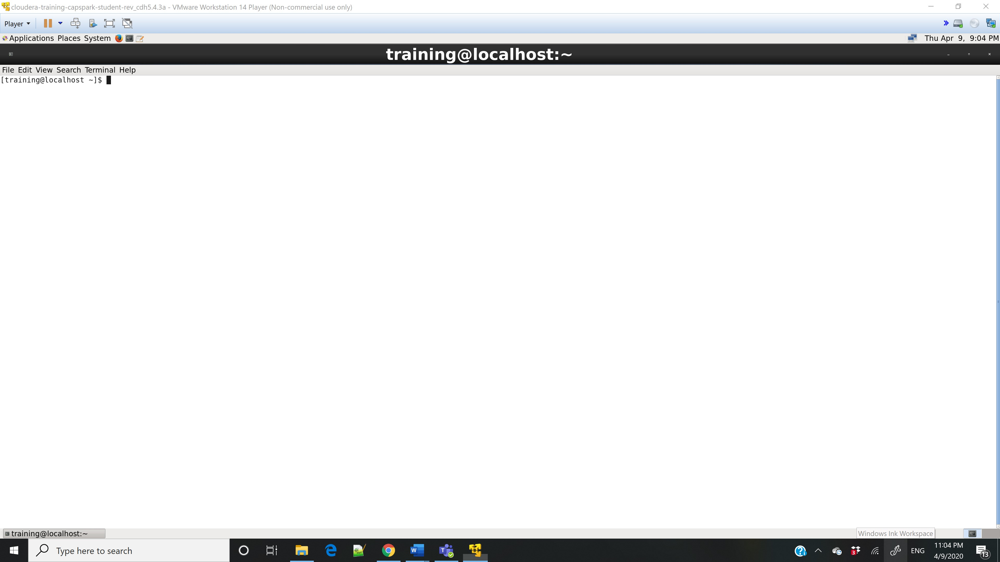 cloudera-training-capspark-student-rev_cdh5.4.3a - VMware Workstation 14 Player (Non-commercial use only)
Player
Applications Places System
Thu Apr 9, 9:04 PM
training@localhost:~
File Edit View Search Terminal Help
[training@localhost ~]$
training@localhost:~
Windows Ink Workspace
Type here to search
W
T
3
ENG
11:04 PM
4/9/2020
13